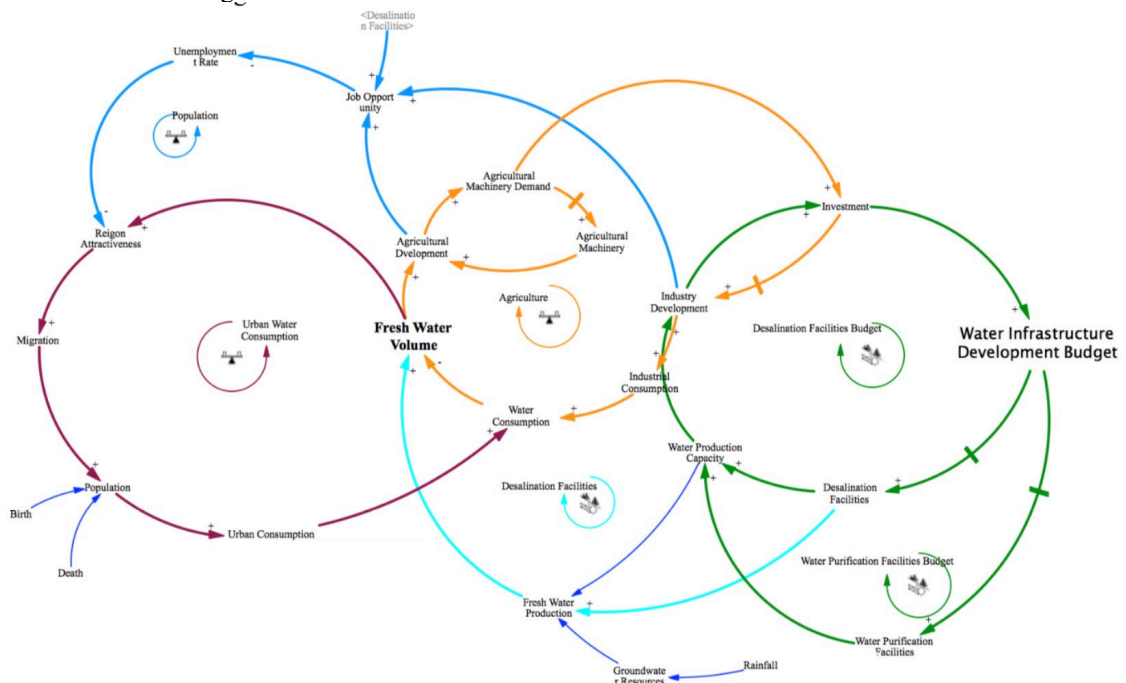 <Desalinatio
n Facilities>
Unemploymen
t Rate
Job Opport
unity
Population
Agricultural
Machinery Demand
Investment
Reigon
Attractiveness
Agricultural
Dvelopment
Agricultural
Machinery
Agriculture
Industry
Development
Urban Water
Consumption
Fresh Water
Volume
Desalination Facilities Budget
Water Infrastructure
Development Budget
Migration
Industrial
Consumption
Water
Consumption
Water Production
Capacity
Population
Desalination Facilities
Desalination
Facilities
Birth
Urban Consumption
Death
Water Purification Facilities Budget
Fresh Water
Production
Water Purification
Facilities
Groundwate
r Resources
Rainfall